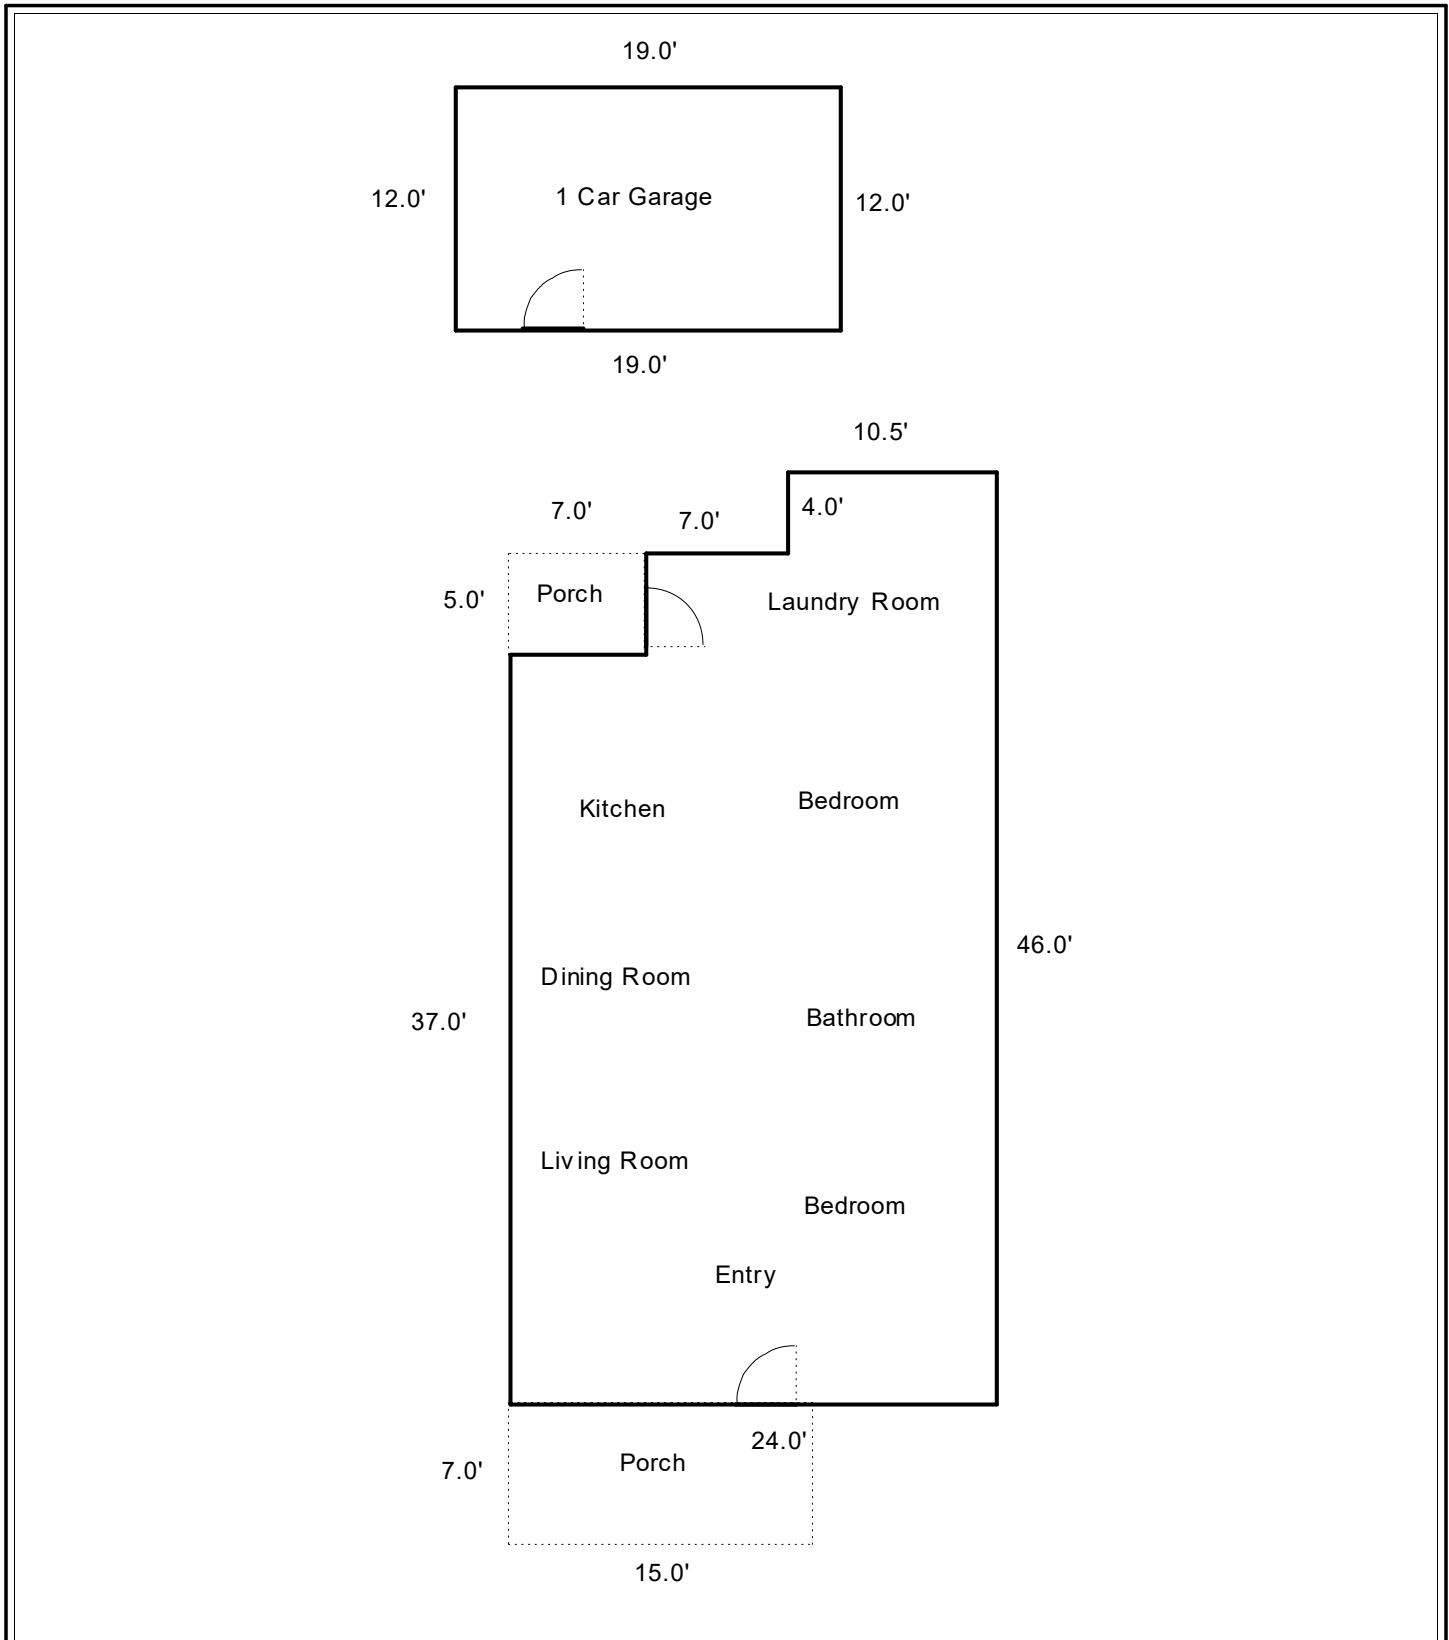 19.0'
12.0'
1 Car Garage
12.0'
19.0'
10.5'
7.0'
7.0'
4.0'
5.0'
Porch
Laundry Room
Kitchen
Bedroom
46.0'
Dining Room
37.0'
Bathroom
Living Room
Bedroom
Entry
24.0'
7.0'
Porch
15.0'